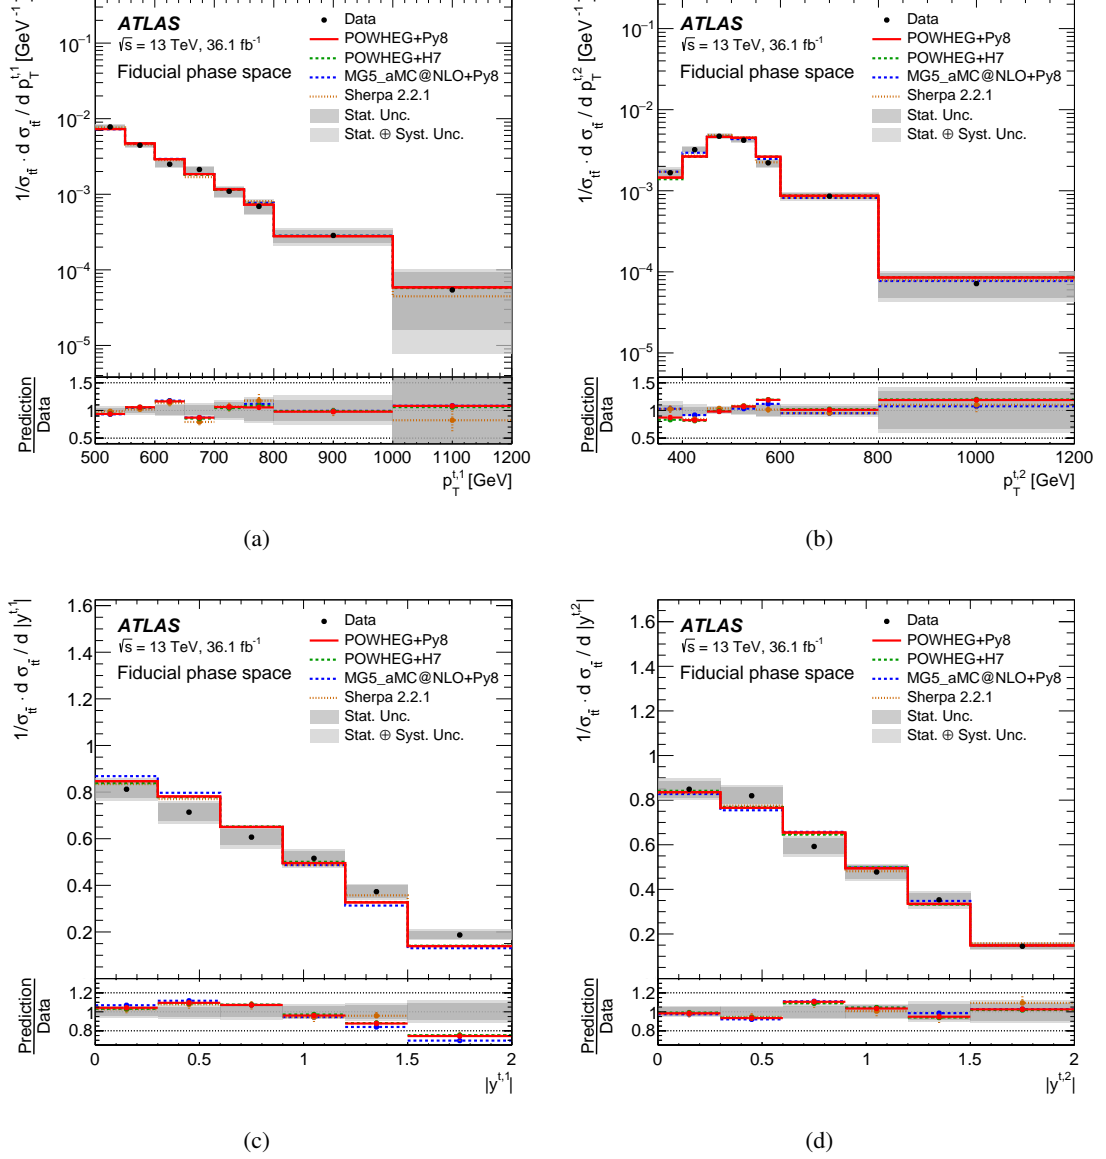 1/σ_tt̄ · d σ_tt̄ / d p_T^{t,1} [GeV⁻¹]
10⁻¹
10⁻²
10⁻³
10⁻⁴
10⁻⁵
ATLAS
√s = 13 TeV, 36.1 fb⁻¹
Fiducial phase space
Data
POWHEG+Py8
POWHEG+H7
MG5_aMC@NLO+Py8
Sherpa 2.2.1
Stat. Unc.
Stat. ⊕ Syst. Unc.
Prediction
Data
1.5
1
0.5
500 600 700 800 900 1000 1100 1200
p_T^{t,1} [GeV]
(a)
1/σ_tt̄ · d σ_tt̄ / d p_T^{t,2} [GeV⁻¹]
10⁻¹
10⁻²
10⁻³
10⁻⁴
10⁻⁵
ATLAS
√s = 13 TeV, 36.1 fb⁻¹
Fiducial phase space
Data
POWHEG+Py8
POWHEG+H7
MG5_aMC@NLO+Py8
Sherpa 2.2.1
Stat. Unc.
Stat. ⊕ Syst. Unc.
Prediction
Data
1.5
1
0.5
400 600 800 1000 1200
p_T^{t,2} [GeV]
(b)
1/σ_tt̄ · d σ_tt̄ / d |y^{t,1}|
1.6
1.4
1.2
1
0.8
0.6
0.4
0.2
ATLAS
√s = 13 TeV, 36.1 fb⁻¹
Fiducial phase space
Data
POWHEG+Py8
POWHEG+H7
MG5_aMC@NLO+Py8
Sherpa 2.2.1
Stat. Unc.
Stat. ⊕ Syst. Unc.
Prediction
Data
1.2
1
0.8
0 0.5 1 1.5 2
|y^{t,1}|
(c)
1/σ_tt̄ · d σ_tt̄ / d |y^{t,2}|
1.6
1.4
1.2
1
0.8
0.6
0.4
0.2
ATLAS
√s = 13 TeV, 36.1 fb⁻¹
Fiducial phase space
Data
POWHEG+Py8
POWHEG+H7
MG5_aMC@NLO+Py8
Sherpa 2.2.1
Stat. Unc.
Stat. ⊕ Syst. Unc.
Prediction
Data
1.2
1
0.8
0 0.5 1 1.5 2
|y^{t,2}|
(d)